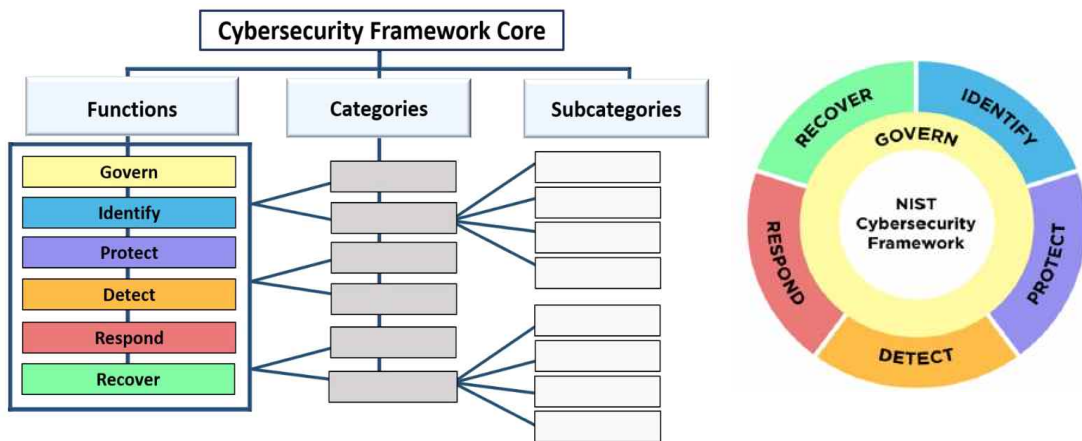 Cybersecurity Framework Core
Functions
Categories
Subcategories
Govern
Identify
Protect
Detect
Respond
Recover
RECOVER
IDENTIFY
GOVERN
NIST
Cybersecurity
Framework
RESPOND
PROTECT
DETECT